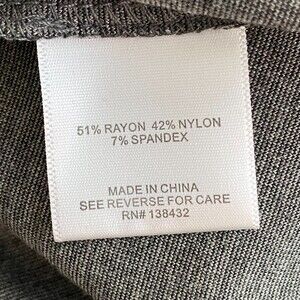 51% RAYON 42% NYLON
7% SPANDEX
MADE IN CHINA
SEE REVERSE FOR CARE
RN# 138432